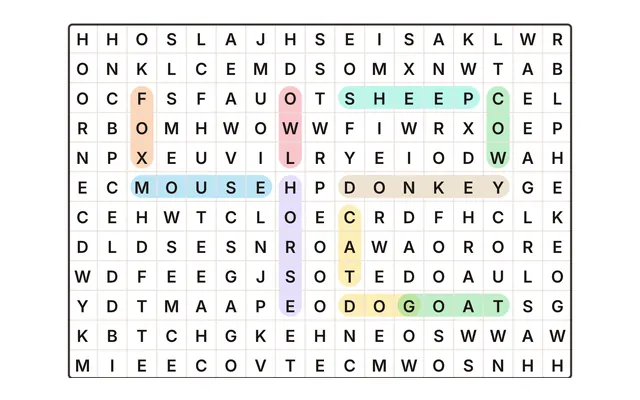 H H O S L A J H S E I S A K L W R
O N K L C E M D S O M X N W T A B
O C F S F A U O T S H E E P C E L
R B O M H W O W W F I W R X O E P
N P X E U V I L R Y E I O D W A H
E C M O U S E H P D O N K E Y G E
C E H W T C L O E C R D F H C L K
D L D S E S N R O A W A O R O R E
W D F E E G J S O T E D O A U L O
Y D T M A A P E O D O G O A T S G
K B T C H G K E H N E O S W W A W
M I E E C O V T E C M W O S N H H